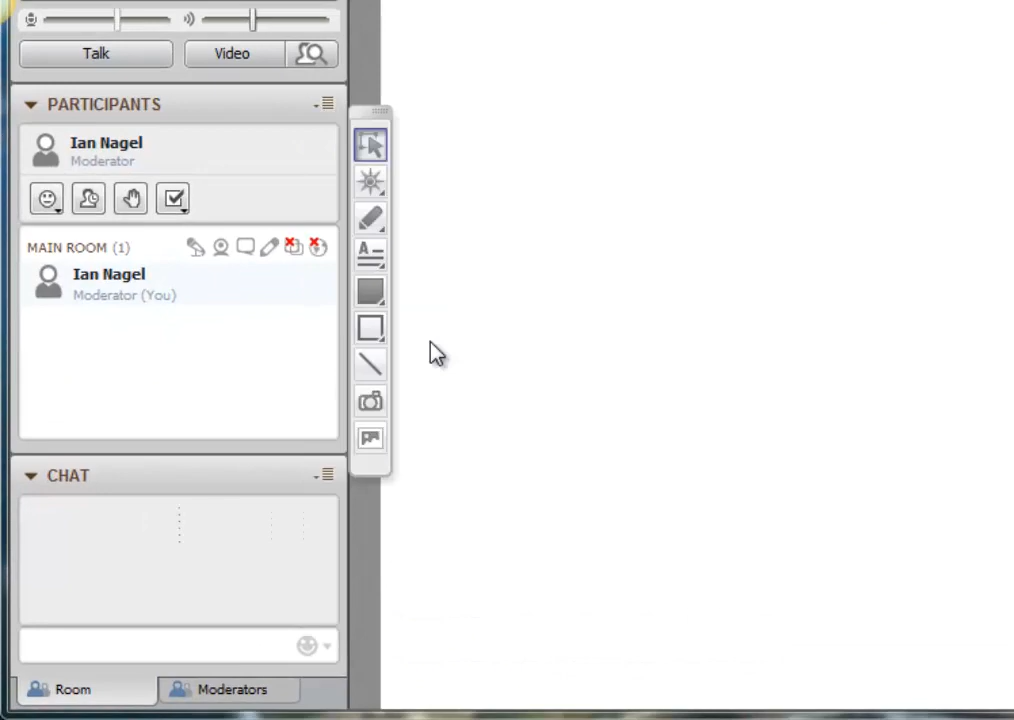 Talk
Video
PARTICIPANTS
Ian Nagel
Moderator
MAIN ROOM (1)
Ian Nagel
Moderator (You)
A
CHAT
Room
Moderators